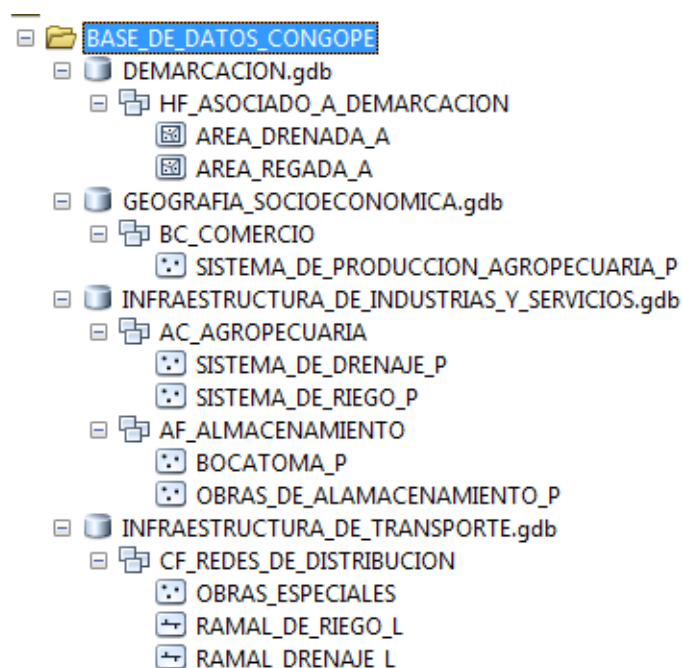 BASE_DE_DATOS_CONGOPE
DEMARCACION.gdb
HF_ASOCIADO_A_DEMARCACION
AREA_DRENADA_A
AREA_REGADA_A
GEOGRAFIA_SOCIOECONOMICA.gdb
BC_COMERCIO
SISTEMA_DE_PRODUCCION_AGROPECUARIA_P
INFRAESTRUCTURA_DE_INDUSTRIAS_Y_SERVICIOS.gdb
AC_AGROPECUARIA
SISTEMA_DE_DRENAJE_P
SISTEMA_DE_RIEGO_P
AF_ALMACENAMIENTO
BOCATOMA_P
OBRAS_DE_ALAMACENAMIENTO_P
INFRAESTRUCTURA_DE_TRANSPORTE.gdb
CF_REDES_DE_DISTRIBUCION
OBRAS_ESPECIALES
RAMAL_DE_RIEGO_L
RAMAL_DRENAJE_L